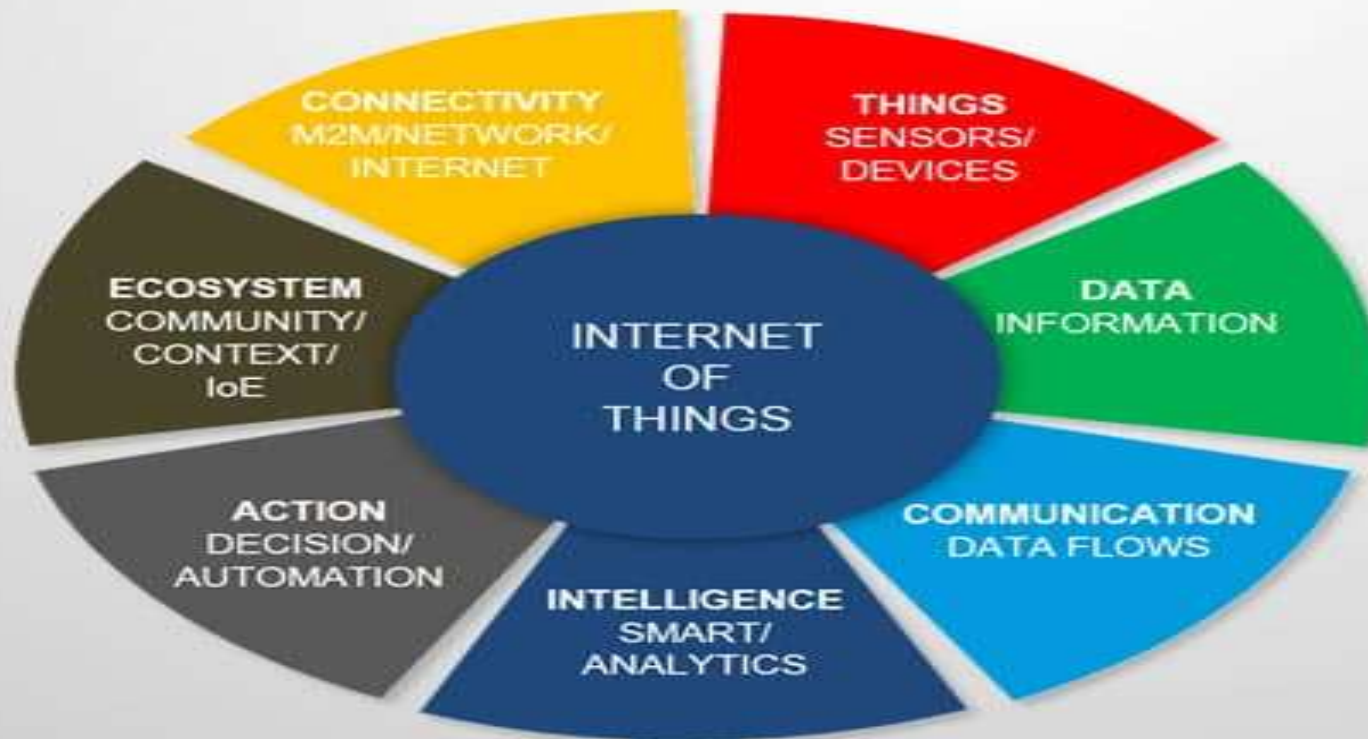 CONNECTIVITY
M2M/NETWORK/
INTERNET
THINGS
SENSORS/
DEVICES
DATA
INFORMATION
COMMUNICATION
DATA FLOWS
INTELLIGENCE
SMART/
ANALYTICS
ACTION
DECISION/
AUTOMATION
ECOSYSTEM
COMMUNITY/
CONTEXT/
IoE
INTERNET
OF
THINGS